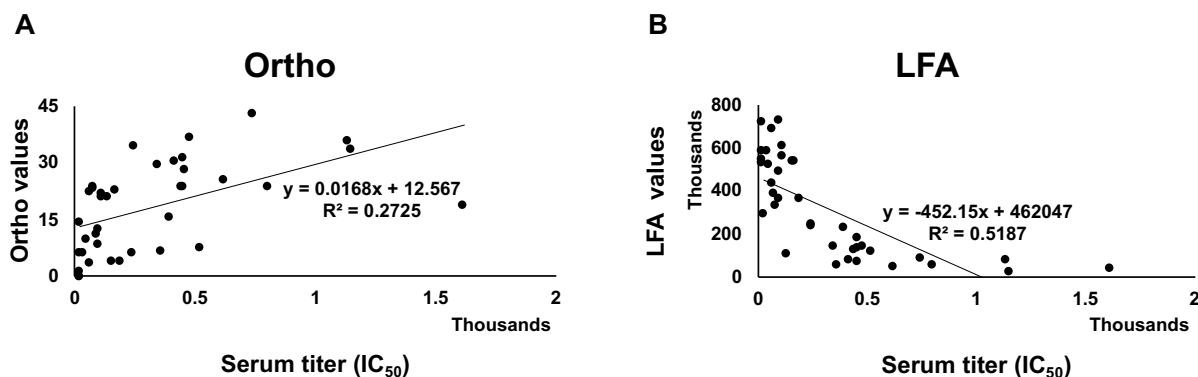 A
Ortho
Ortho values
45
30
15
0
y = 0.0168x + 12.567
R² = 0.2725
0
0.5
1
1.5
2
Thousands
Serum titer (IC₅₀)
B
LFA
LFA values
Thousands
800
600
400
200
0
y = -452.15x + 462047
R² = 0.5187
0
0.5
1
1.5
2
Thousands
Serum titer (IC₅₀)